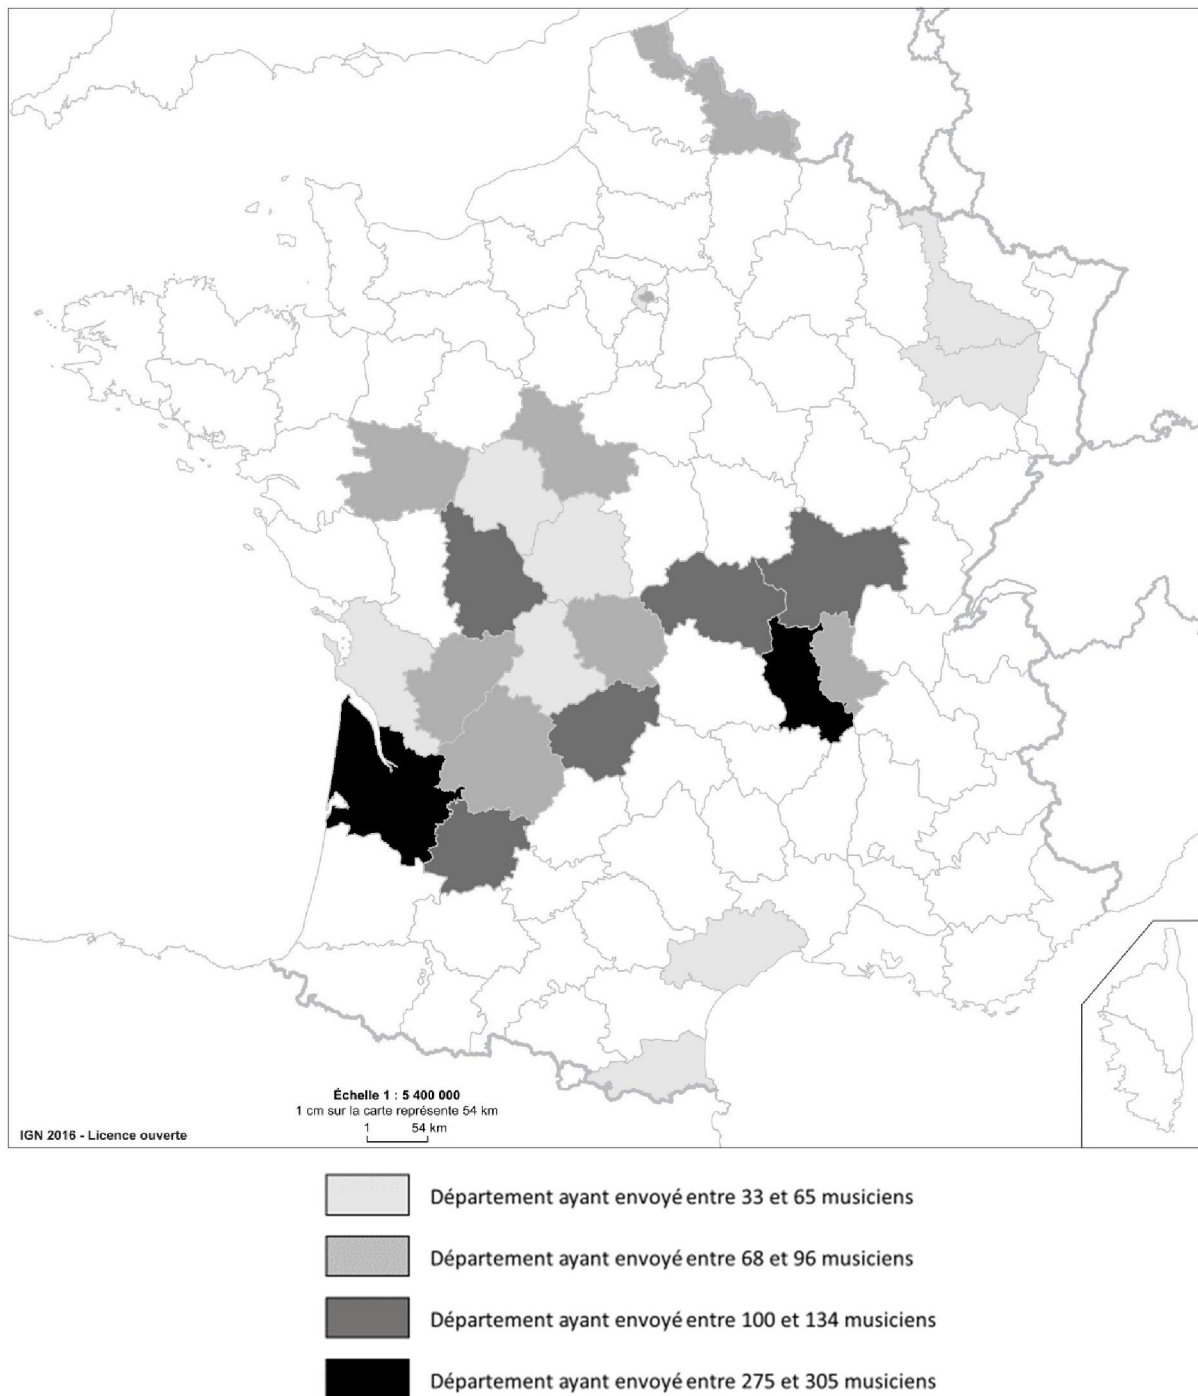 Échelle 1 : 5 400 000
1 cm sur la carte représente 54 km
1 54 km
IGN 2016 - Licence ouverte
Département ayant envoyé entre 33 et 65 musiciens
Département ayant envoyé entre 68 et 96 musiciens
Département ayant envoyé entre 100 et 134 musiciens
Département ayant envoyé entre 275 et 305 musiciens